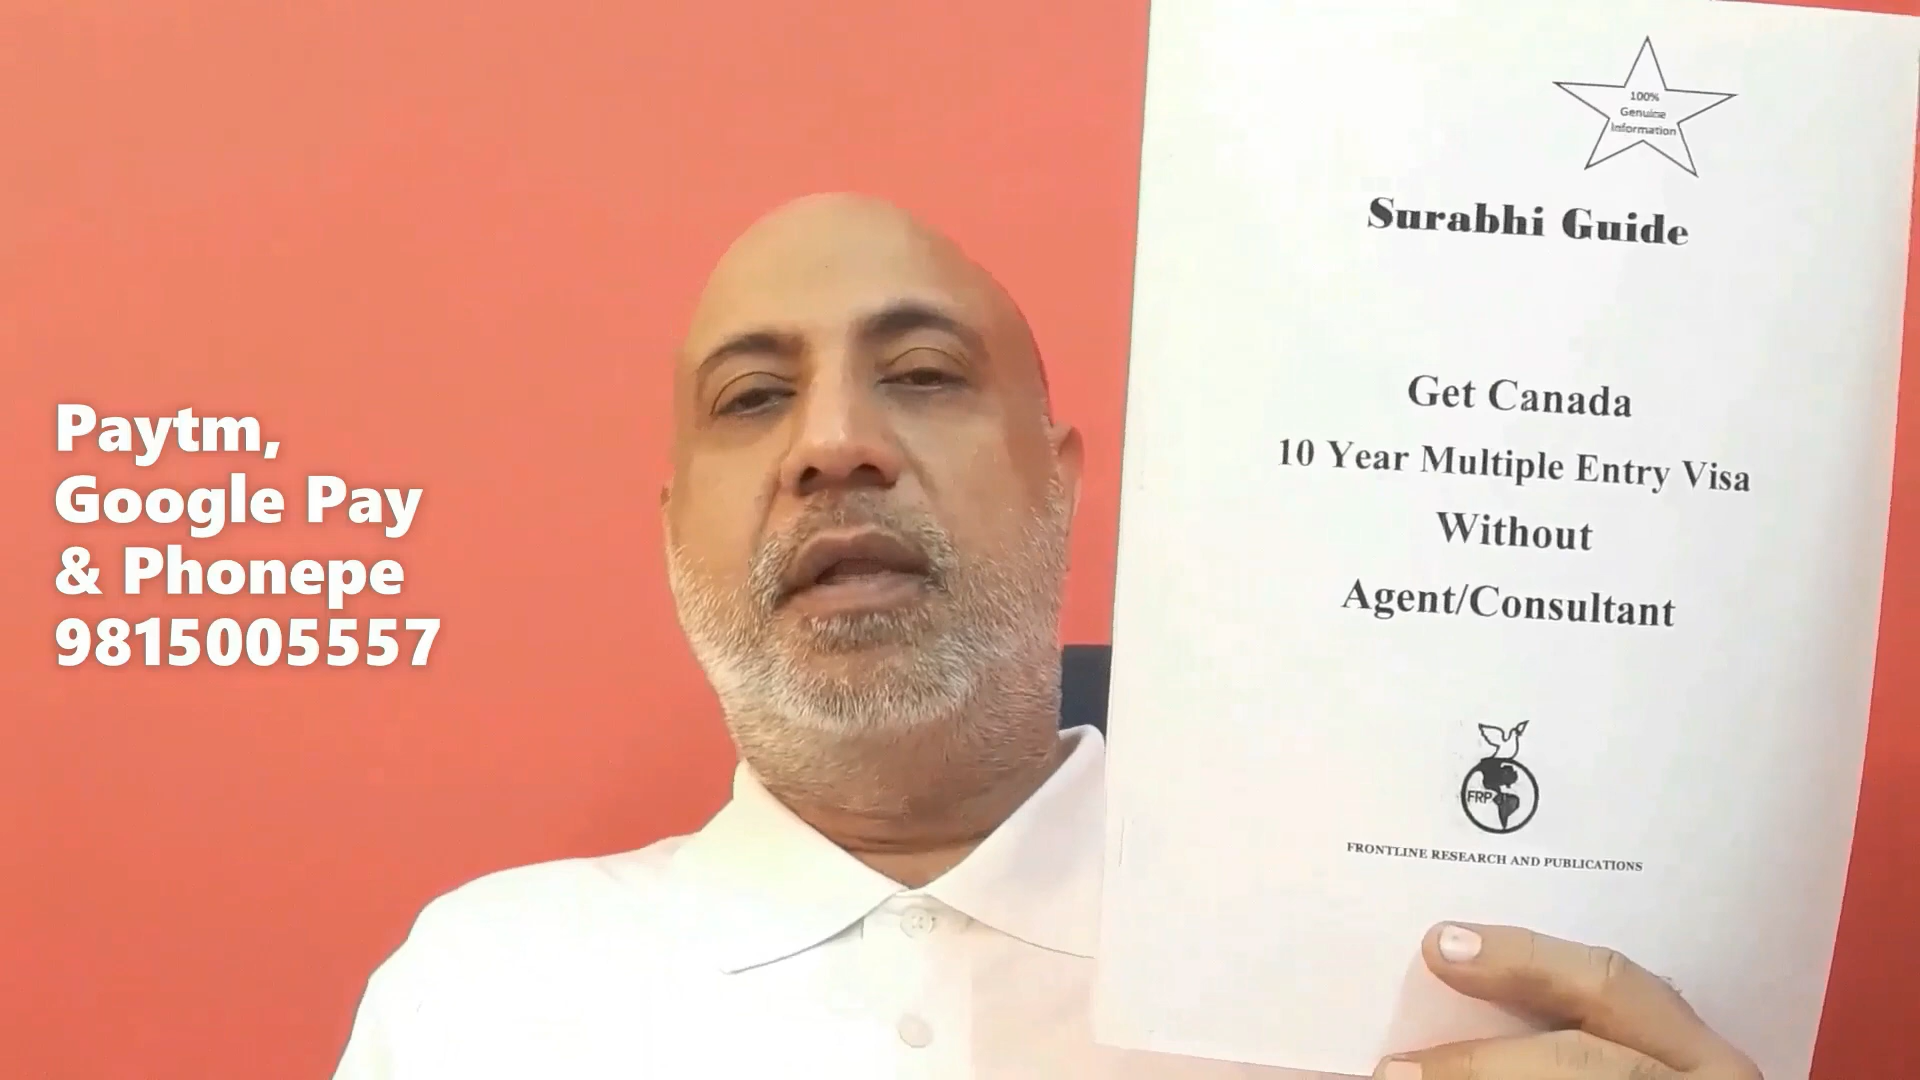 Paytm,
Google Pay
& Phonepe
9815005557
100%
Genuine
Information
Surabhi Guide
Get Canada
10 Year Multiple Entry Visa
Without
Agent/Consultant
FRP
FRONTLINE RESEARCH AND PUBLICATIONS